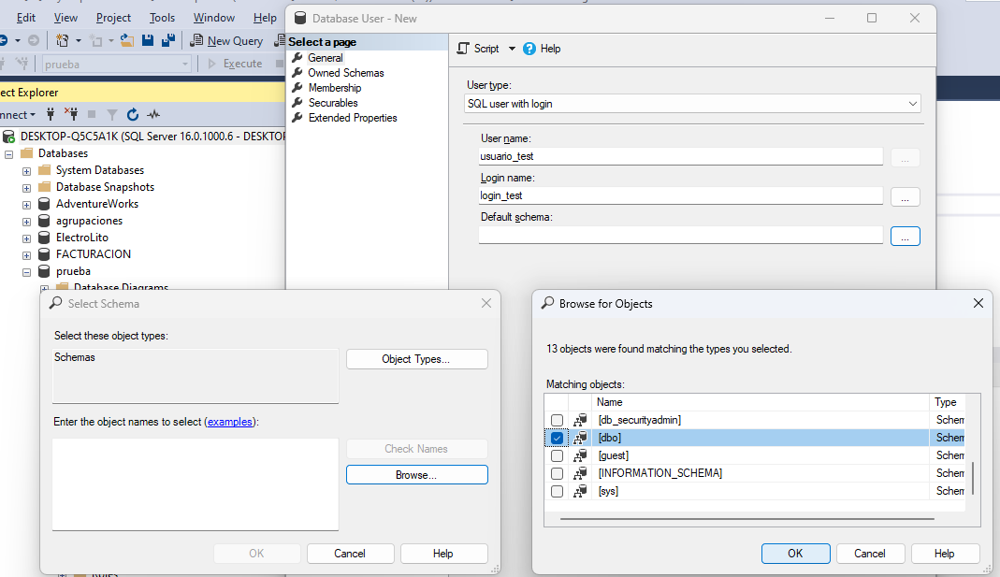 Edit View Project Tools Window Help
New Query
prueba
Execute
ect Explorer
nnect
DESKTOP-Q5C5A1K (SQL Server 16.0.1000.6 - DESKTOP
Databases
System Databases
Database Snapshots
AdventureWorks
agrupaciones
ElectroLito
FACTURACION
prueba
Database Diagrams
Database User - New
Select a page
General
Owned Schemas
Membership
Securables
Extended Properties
Script Help
User type:
SQL user with login
User name:
usuario_test
...
Login name:
login_test
...
Default schema:
...
Select Schema
Select these object types:
Schemas
Object Types...
Enter the object names to select (examples):
Check Names
Browse...
OK Cancel Help
Browse for Objects
13 objects were found matching the types you selected.
Matching objects:
Name Type
[db_securityadmin] Schem
[dbo] Schem
[guest] Schem
[INFORMATION_SCHEMA] Schem
[sys] Schem
OK Cancel Help